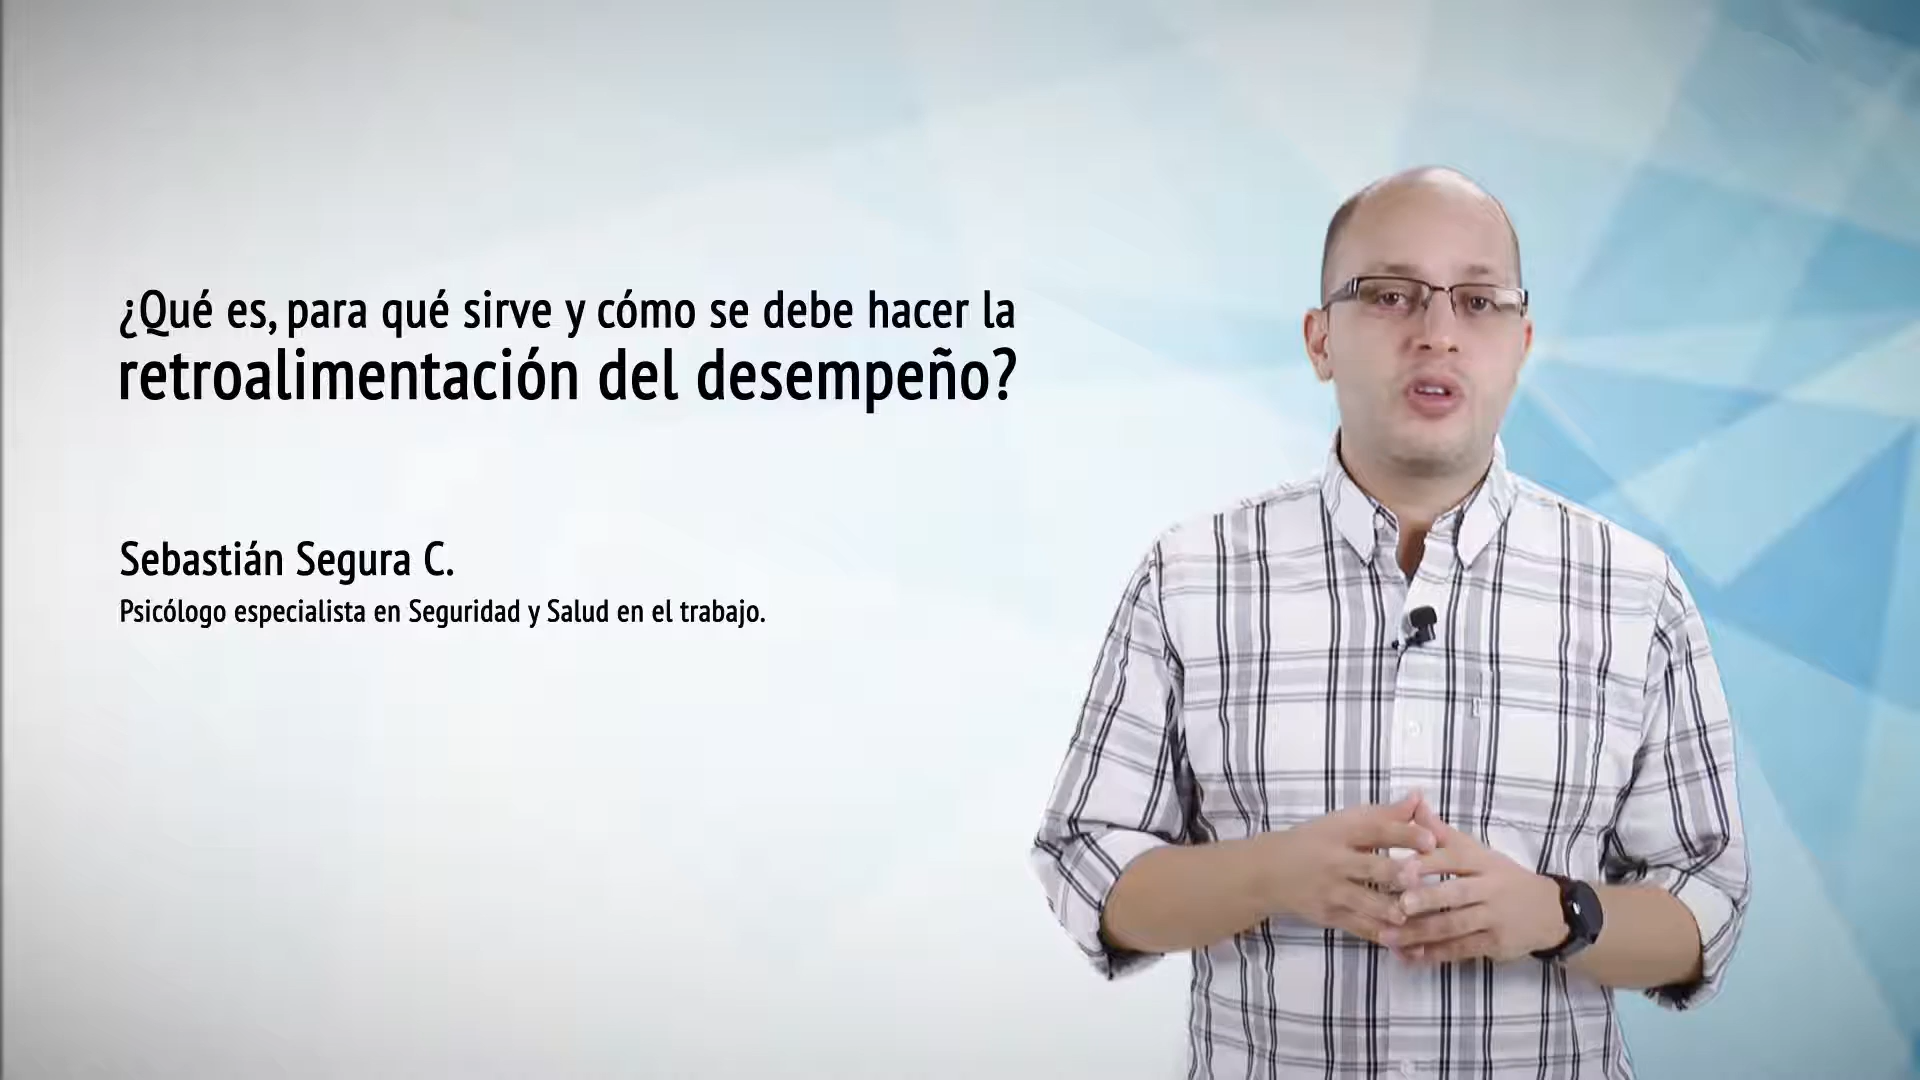 ¿Qué es, para qué sirve y cómo se debe hacer la
retroalimentación del desempeño?
Sebastián Segura C.
Psicólogo especialista en Seguridad y Salud en el trabajo.